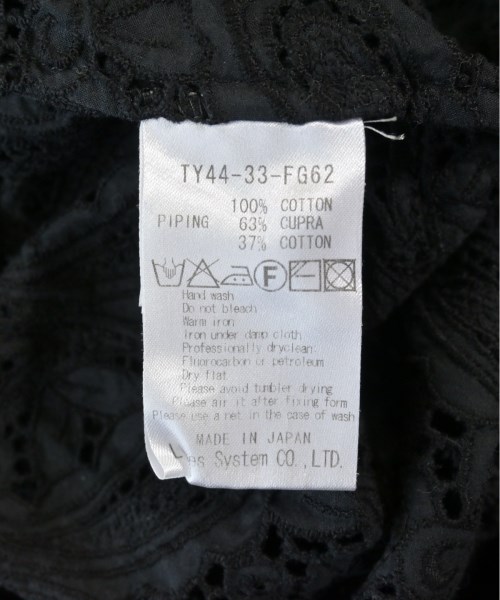 TY44-33-FG62
100% COTTON
PIPING 63% CUPRA
37% COTTON
F
Hand wash
Do not bleach
Warm iron
Iron under damp cloth
Professionally dryclean
Fluorocarbon or petroleum
Dry flat
Please avoid tumbler drying
Please air it after fixing form
Please use a net in the case of wash
MADE IN JAPAN
System CO.,LTD.